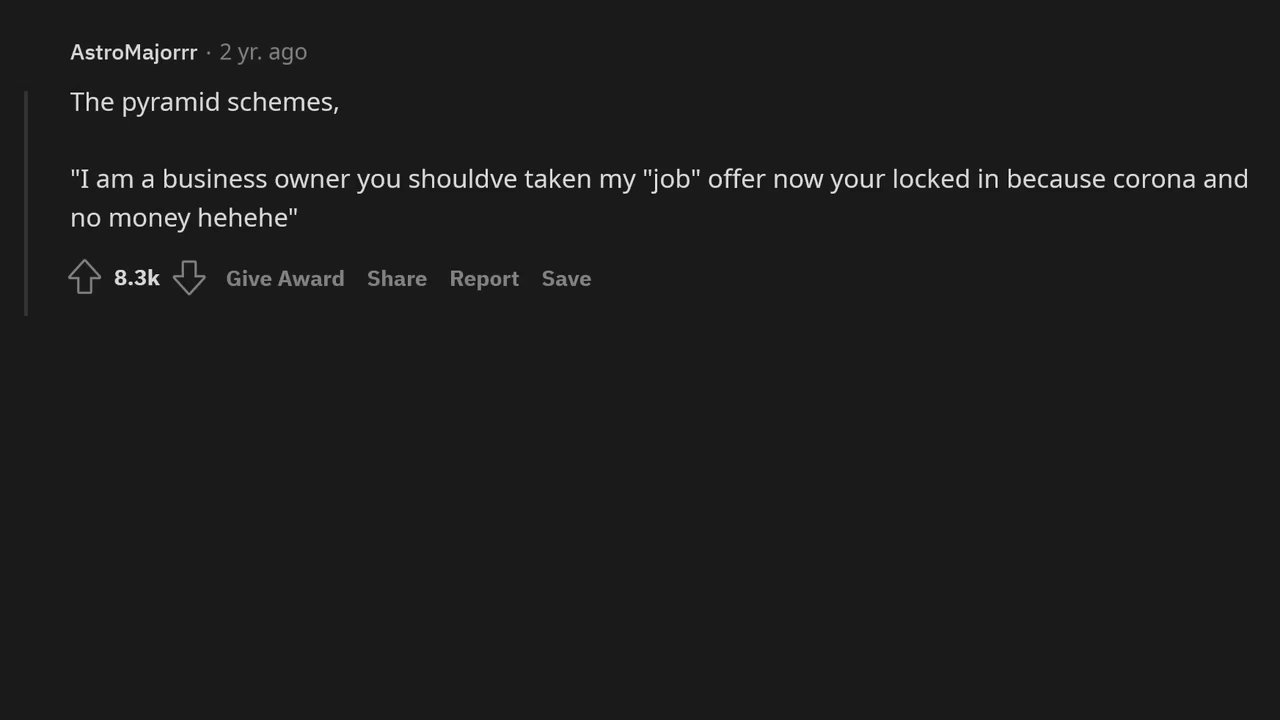 AstroMajorrr · 2 yr. ago
The pyramid schemes,
"I am a business owner you shouldve taken my "job" offer now your locked in because corona and
no money hehehe"
8.3k Give Award Share Report Save